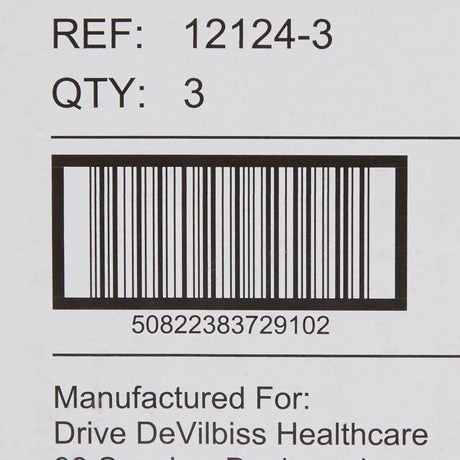 REF: 12124-3
QTY: 3
50822383729102
Manufactured For:
Drive DeVilbiss Healthcare